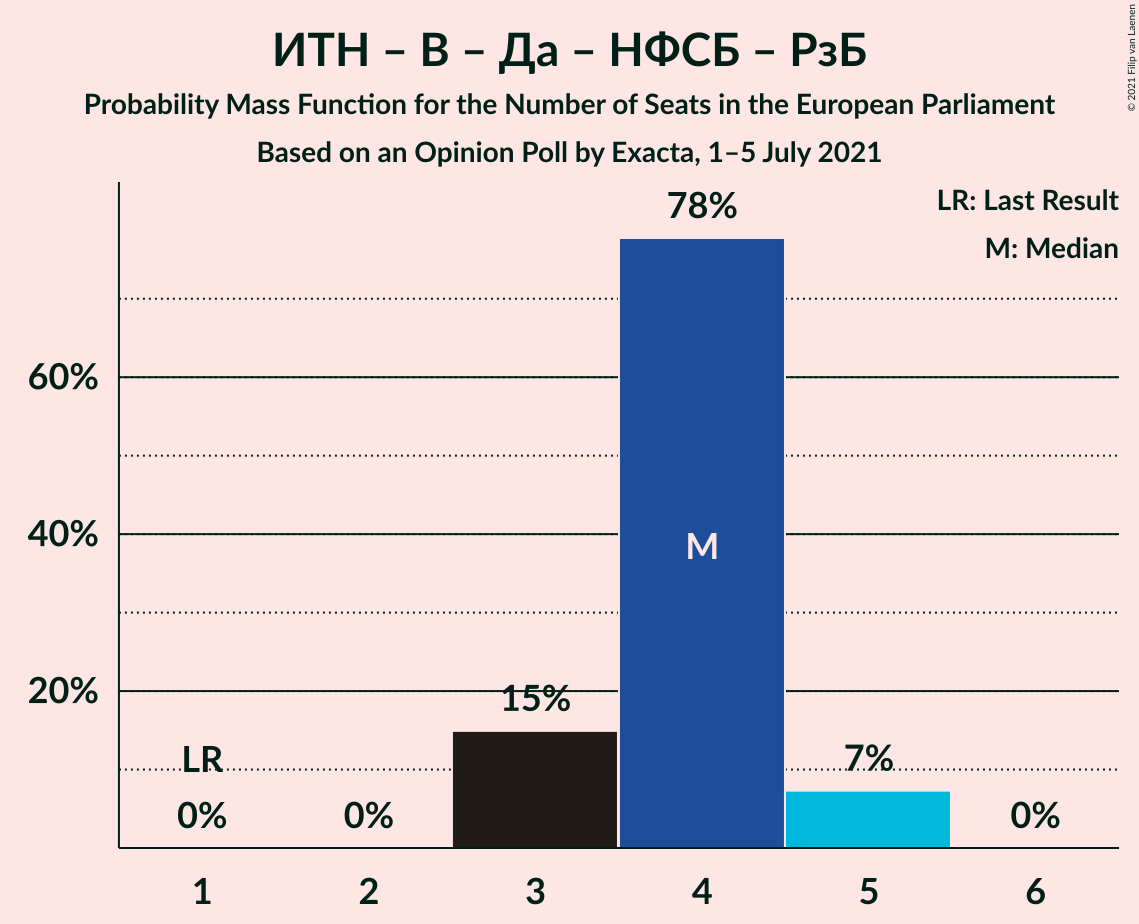 ИТН – В – Да – НФСБ – РзБ
Probability Mass Function for the Number of Seats in the European Parliament
Based on an Opinion Poll by Exacta, 1–5 July 2021
© 2021 Filip van Laenen
LR: Last Result
M: Median
78%
60%
40%
M
20%
15%
LR
7%
0%
0%
0%
1
2
3
4
5
6